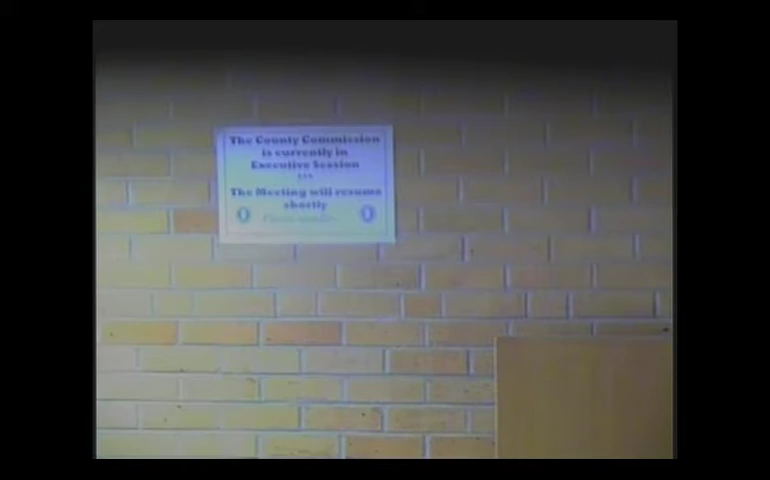 The County Commission
is currently in
Executive Session
***
The Meeting will resume
shortly